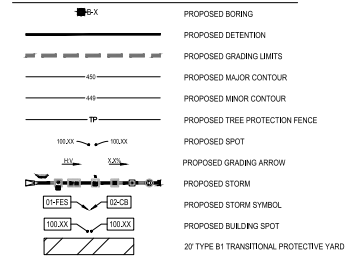 B-X PROPOSED BORING
PROPOSED DETENTION
PROPOSED GRADING LIMITS
450 PROPOSED MAJOR CONTOUR
449 PROPOSED MINOR CONTOUR
TP PROPOSED TREE PROTECTION FENCE
100.XX 100.XX PROPOSED SPOT
H.V. X.X% PROPOSED GRADING ARROW
PROPOSED STORM
01-FES 02-CB PROPOSED STORM SYMBOL
100.XX 100.XX PROPOSED BUILDING SPOT
20' TYPE B1 TRANSITIONAL PROTECTIVE YARD